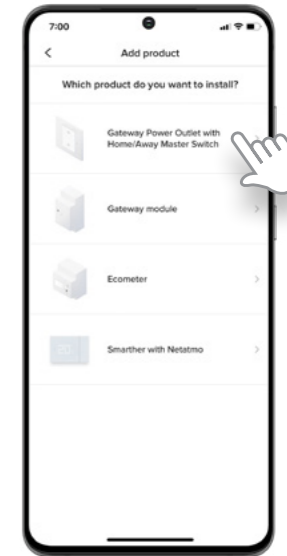 7:00
Add product
Which product do you want to install?
Gateway Power Outlet with
Home/Away Master Switch
Gateway module
Ecometer
Smarther with Netatmo